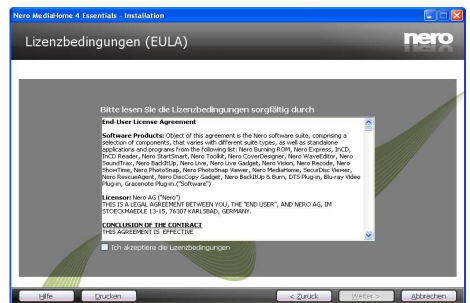 Nero MediaHome 4 Essentials - Installation
Lizenzbedingungen (EULA)
nero
Bitte lesen Sie die Lizenzbedingungen sorgfältig durch
End-User License Agreement
Software Products: Object of this agreement is the Nero software suite, comprising a
selection of components, that varies with different suite types, as well as standalone
applications and programs from the following list: Nero Burning ROM, Nero Express, InCD,
InCD Reader, Nero StartSmart, Nero Toolkit, Nero CoverDesigner, Nero WaveEditor, Nero
SoundTrax, Nero BackItUp, Nero Live, Nero Live Gadget, Nero Vision, Nero Recode, Nero
ShowTime, Nero PhotoSnap, Nero PhotoSnap Viewer, Nero MediaHome, SecurDisc Viewer,
Nero RescueAgent, Nero DiscCopy Gadget, Nero BackItUp & Burn, DTS Plug-in, Blu-ray Video
Plug-in, Gracenote Plug-in.("Software")
Licensor: Nero AG ("Nero")
THIS IS A LEGAL AGREEMENT BETWEEN YOU, THE "END USER", AND NERO AG, IM
STOECKMAEDLE 13-15, 76307 KARLSBAD, GERMANY.
CONCLUSION OF THE CONTRACT
THIS AGREEMENT IS EFFECTIVE
Ich akzeptiere die Lizenzbedingungen
Hilfe
Drucken
< Zurück
Weiter >
Abbrechen